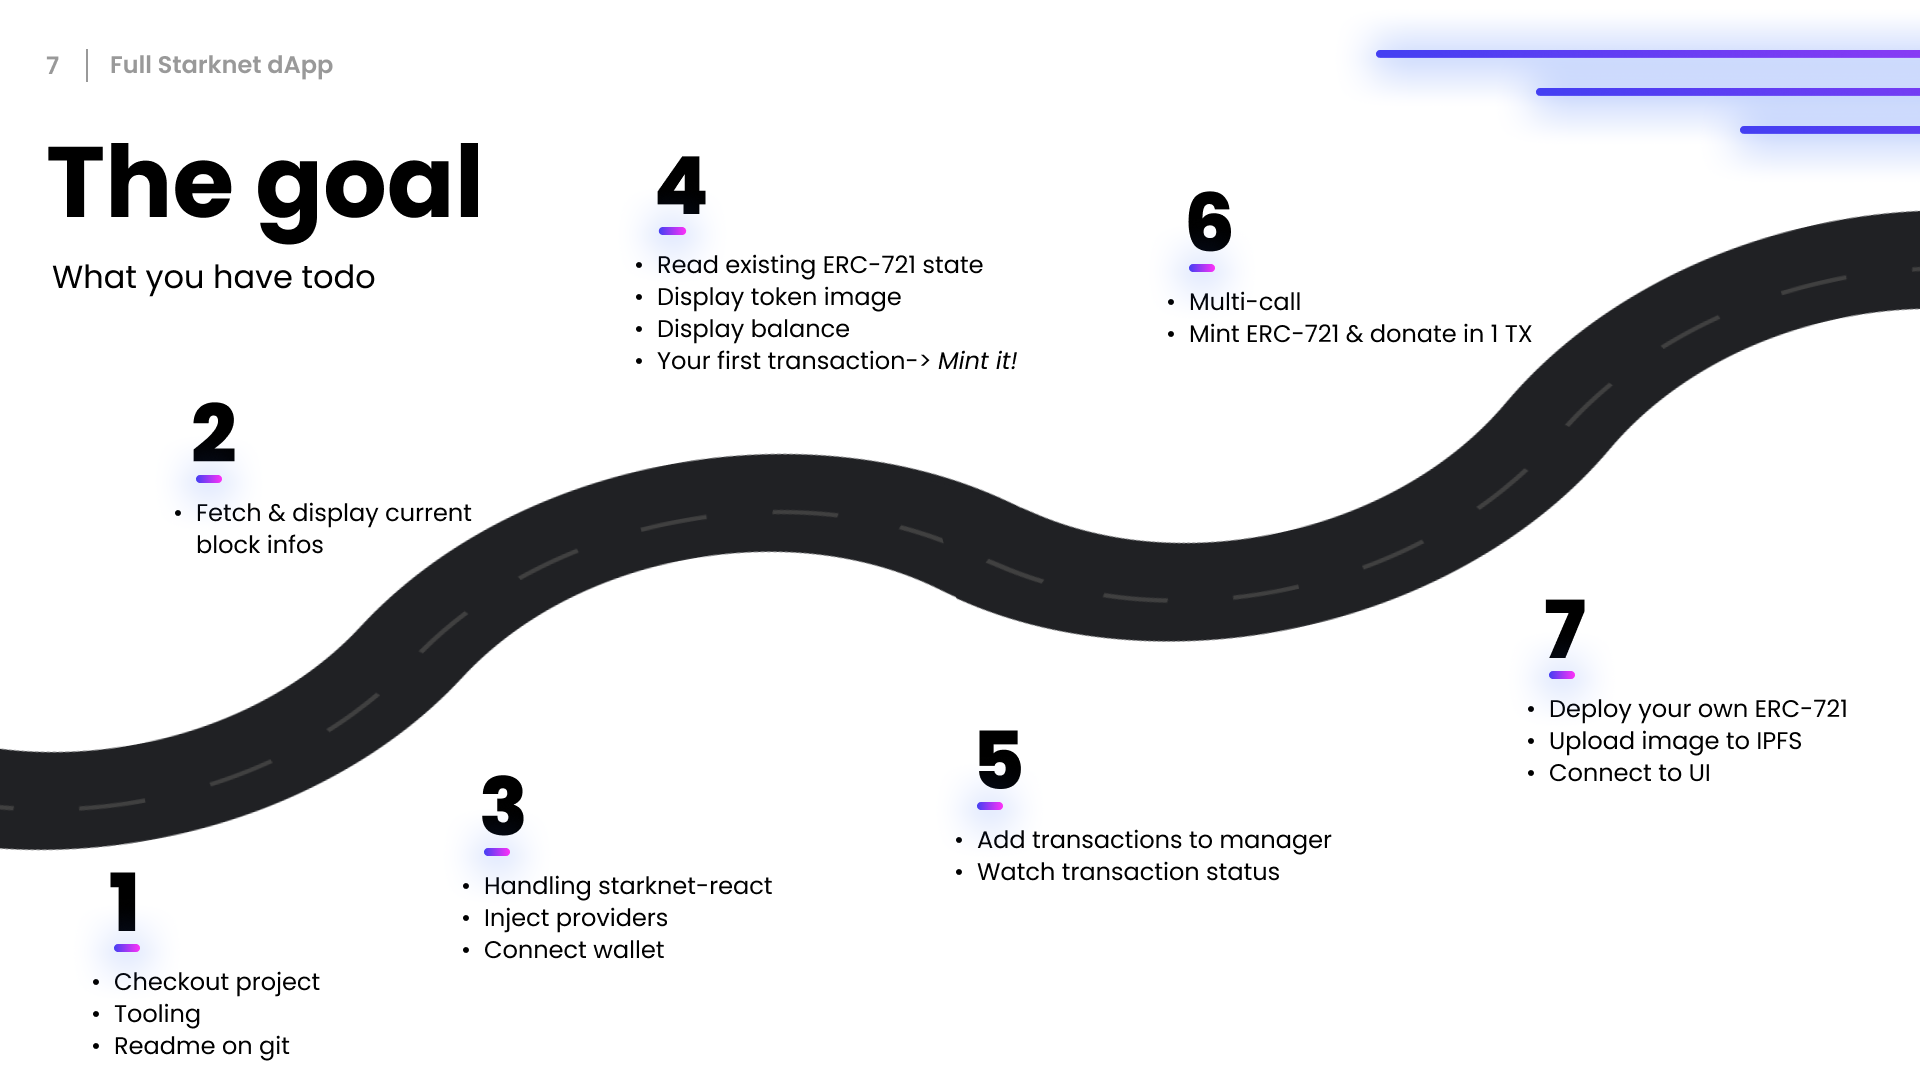 7 | Full Starknet dApp
The goal
What you have todo
1
• Checkout project
• Tooling
• Readme on git
2
• Fetch & display current
block infos
3
• Handling starknet-react
• Inject providers
• Connect wallet
4
• Read existing ERC-721 state
• Display token image
• Display balance
• Your first transaction-> Mint it!
5
• Add transactions to manager
• Watch transaction status
6
• Multi-call
• Mint ERC-721 & donate in 1 TX
7
• Deploy your own ERC-721
• Upload image to IPFS
• Connect to UI